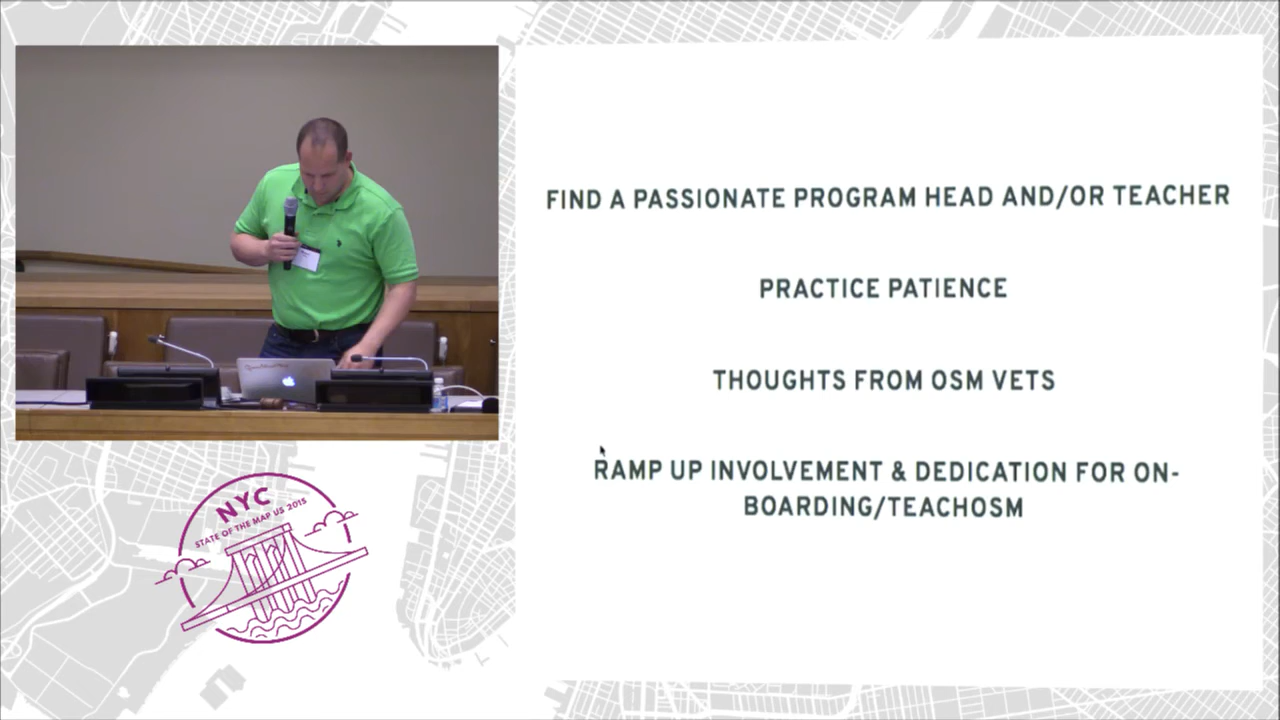 FIND A PASSIONATE PROGRAM HEAD AND/OR TEACHER
PRACTICE PATIENCE
THOUGHTS FROM OSM VETS
RAMP UP INVOLVEMENT & DEDICATION FOR ON-
BOARDING/TEACHOSM
NYC
STATE OF THE MAP US 2015